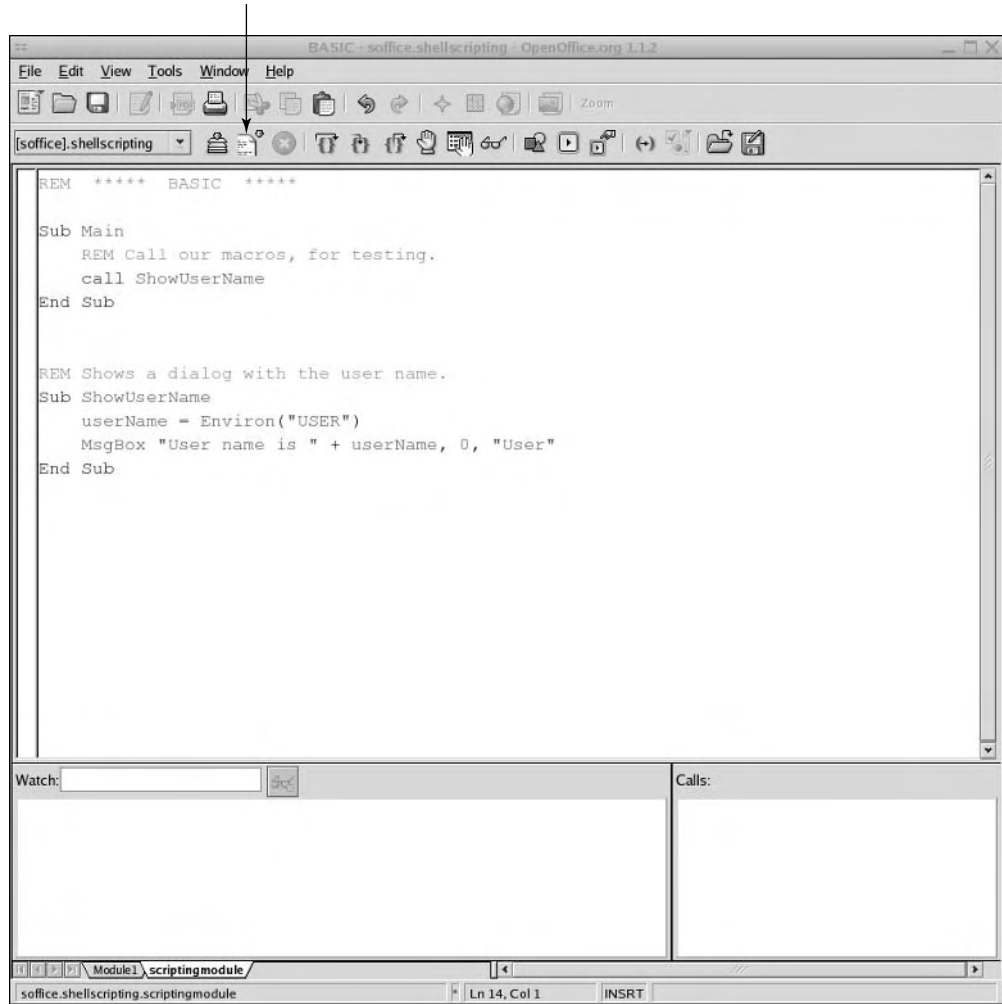 BASIC - soffice.shellscripting - OpenOffice.org 1.1.2
File Edit View Tools Window Help
Zoom
[soffice].shellscripting
REM ***** BASIC *****
Sub Main
REM Call our macros, for testing.
call ShowUserName
End Sub
REM Shows a dialog with the user name.
Sub ShowUserName
userName = Environ("USER")
MsgBox "User name is " + userName, 0, "User"
End Sub
Watch:
Calls:
Module1 scriptingmodule
soffice.shellscripting.scriptingmodule * Ln 14, Col 1 INSRT